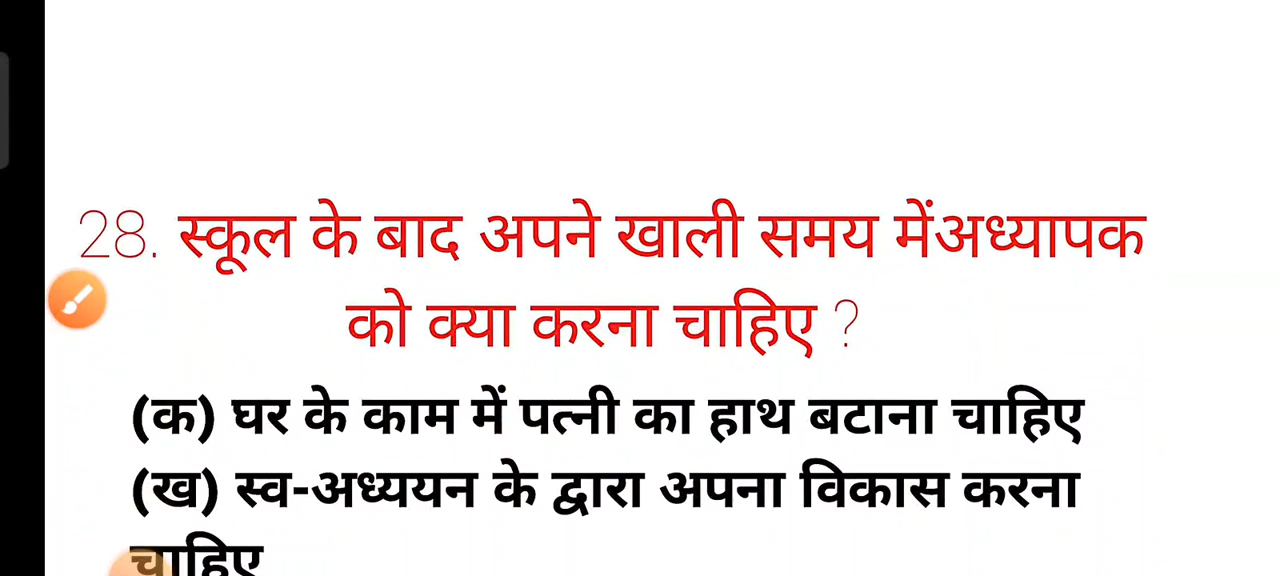 28. स्कूल के बाद अपने खाली समय मेंअध्यापक
को क्या करना चाहिए ?
(क) घर के काम में पत्नी का हाथ बटाना चाहिए
(ख) स्व-अध्ययन के द्वारा अपना विकास करना
चाहिए